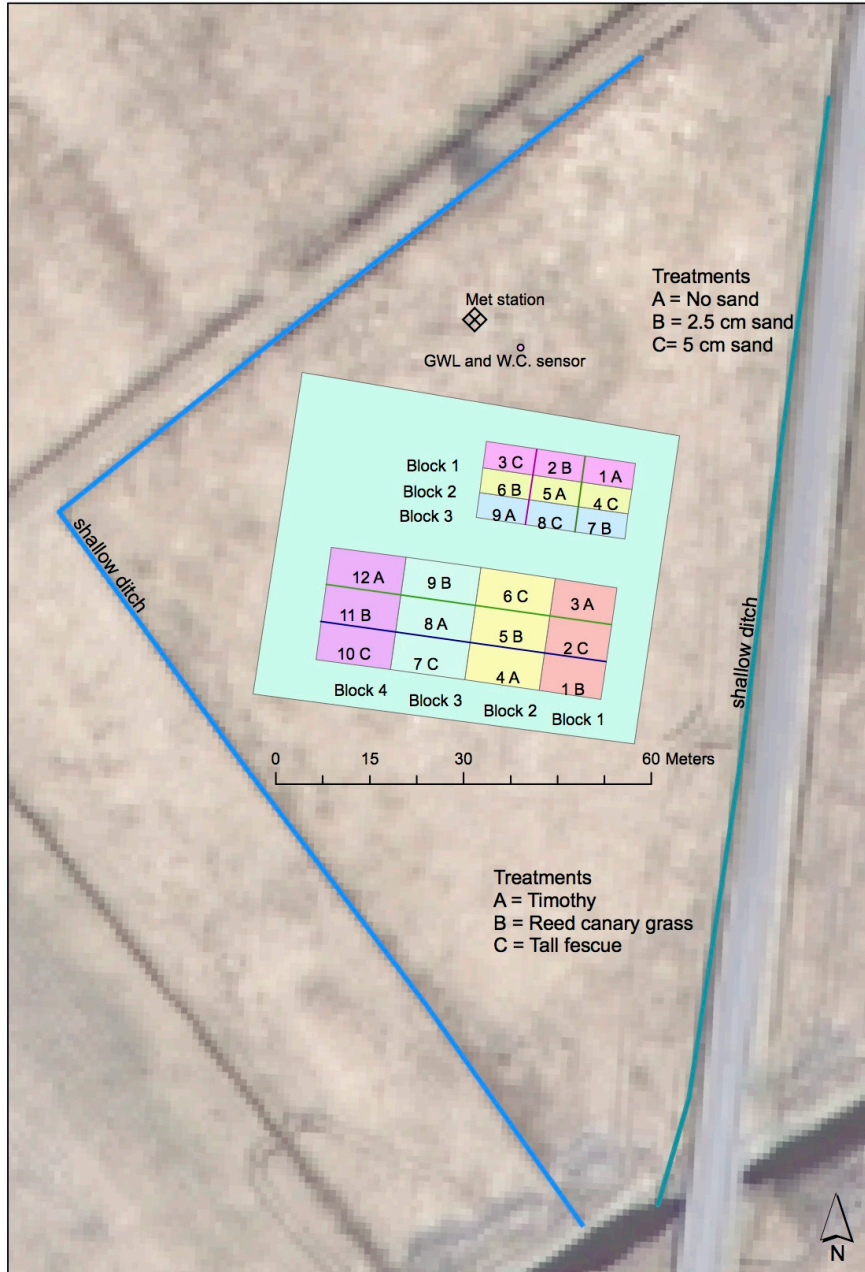 Treatments
A = No sand
B = 2.5 cm sand
C= 5 cm sand
Met station
GWL and W.C. sensor
Block 1
3 C
2 B
1 A
Block 2
6 B
5 A
4 C
Block 3
9 A
8 C
7 B
shallow ditch
12 A
9 B
6 C
3 A
11 B
8 A
5 B
2 C
10 C
7 C
4 A
1 B
Block 4
Block 3
Block 2
Block 1
shallow ditch
0
15
30
60 Meters
Treatments
A = Timothy
B = Reed canary grass
C = Tall fescue
N